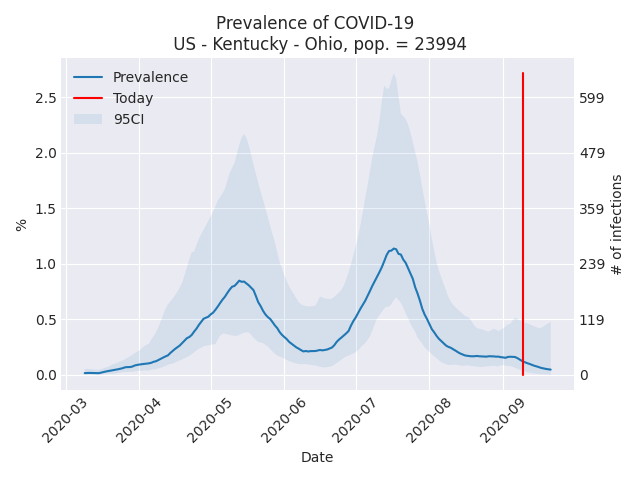 Prevalence of COVID-19
US - Kentucky - Ohio, pop. = 23994
Prevalence
Today
95CI
%
2.5
2.0
1.5
1.0
0.5
0.0
599
479
359
239
119
0
# of infections
2020-03
2020-04
2020-05
2020-06
2020-07
2020-08
2020-09
Date